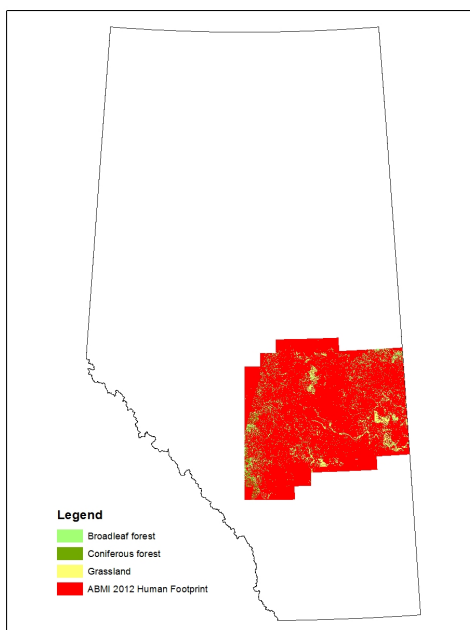 Legend
Broadleaf forest
Coniferous forest
Grassland
ABMI 2012 Human Footprint